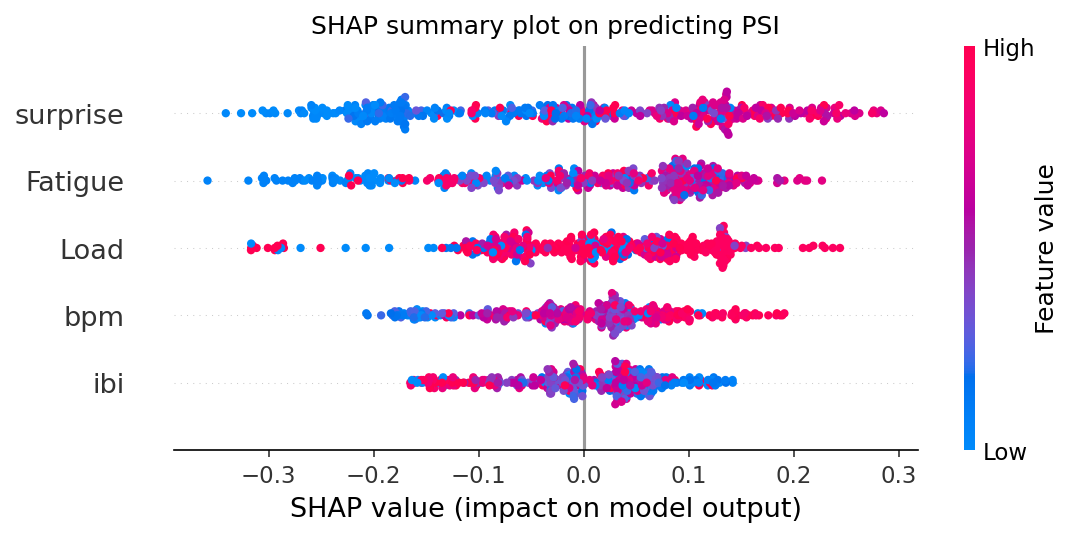 SHAP summary plot on predicting PSI
High
surprise
Fatigue
Load
bpm
ibi
Feature value
Low
−0.3 −0.2 −0.1 0.0 0.1 0.2 0.3
SHAP value (impact on model output)